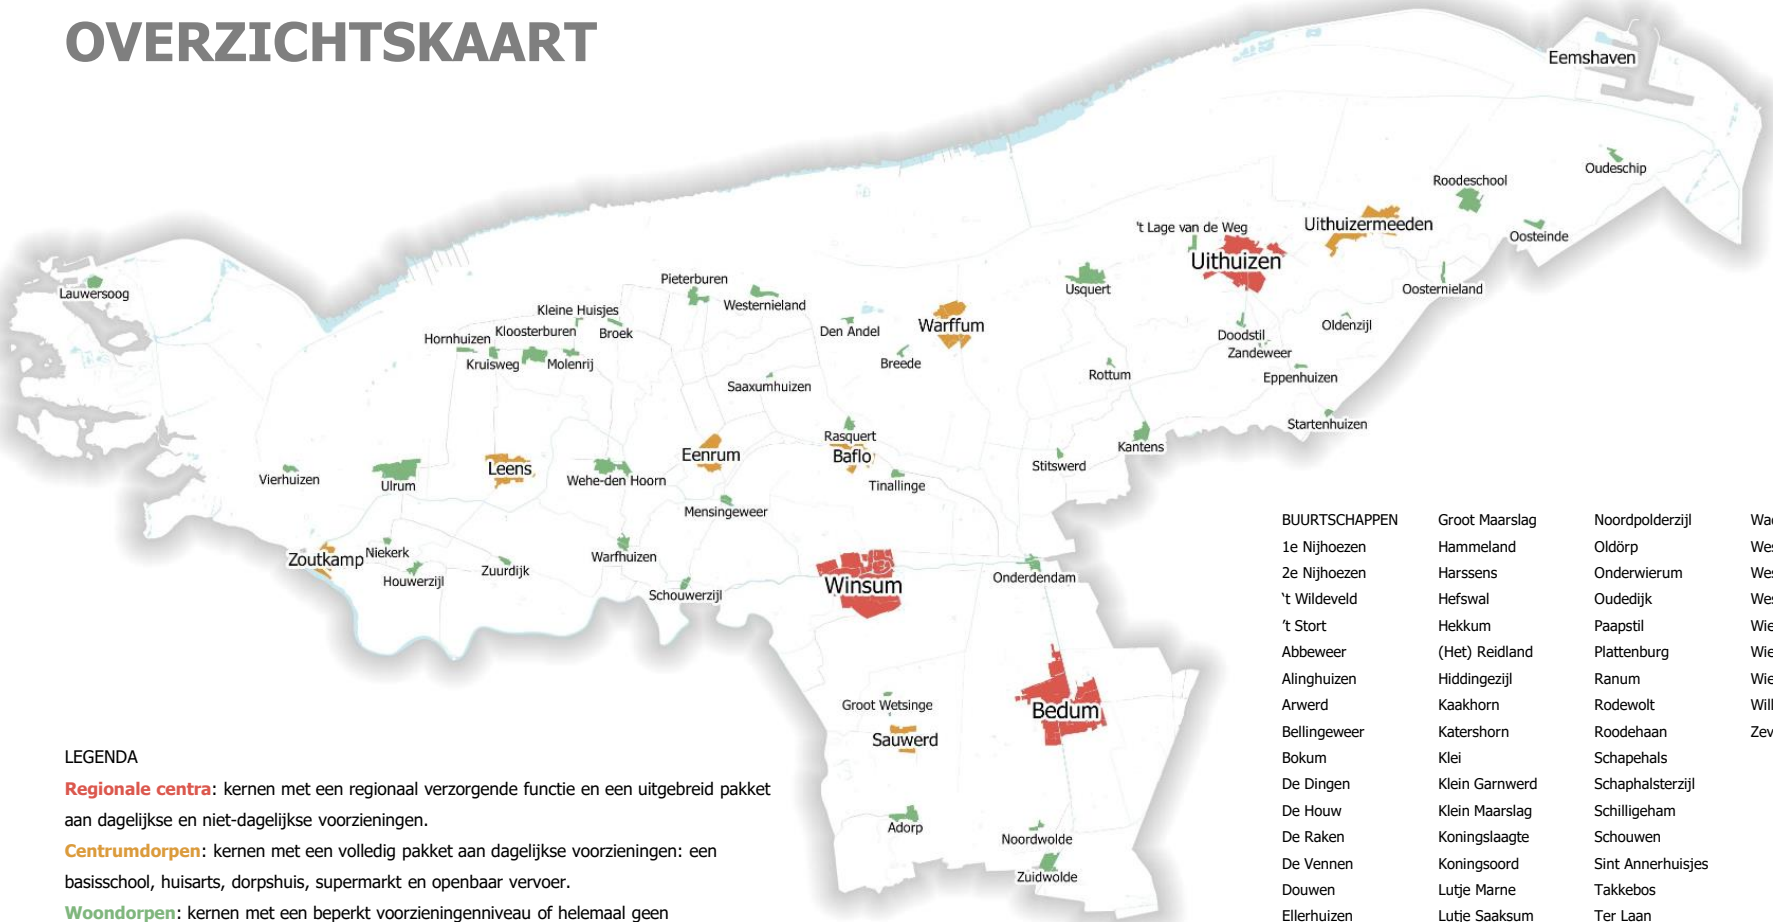 OVERZICHTSKAART
Eemshaven
Oudeschip
Roodeschool
Uithuizermeeden
't Lage van de Weg
Oosteinde
Uithuizen
Pieterburen
Lauwersoog
Usquert
Oosternieland
Westernieland
Kleine Huisjes
Den Andel
Warffum
Oldenzijl
Hornhuizen
Kloosterburen
Broek
Doodstil
Zandeweer
Kruisweg
Molenrij
Breede
Rottum
Eppenhuizen
Saaxumhuizen
Startenhuizen
Rasquert
Kantens
Eenrum
Baflo
Leens
Stitswerd
Vierhuizen
Ulrum
Wehe-den Hoorn
Tinallinge
Mensingeweer
Niekerk
Zoutkamp
Warfhuizen
Zuurdijk
Houwerzijl
Onderdendam
Winsum
Schouwerzijl
Groot Wetsinge
Bedum
Sauwerd
Adorp
Noordwolde
Zuidwolde
LEGENDA
Regionale centra: kernen met een regionaal verzorgende functie en een uitgebreid pakket
aan dagelijkse en niet-dagelijkse voorzieningen.
Centrumdorpen: kernen met een volledig pakket aan dagelijkse voorzieningen: een
basisschool, huisarts, dorpshuis, supermarkt en openbaar vervoer.
Woondorpen: kernen met een beperkt voorzieningenniveau of helemaal geen
BUURTSCHAPPEN
1e Nijhoezen
2e Nijhoezen
‘t Wildeveld
’t Stort
Abbeweer
Alinghuizen
Arwerd
Bellingeweer
Bokum
De Dingen
De Houw
De Raken
De Vennen
Douwen
Ellerhuizen
Groot Maarslag
Hammeland
Harssens
Hefswal
Hekkum
(Het) Reidland
Hiddingezijl
Kaakhorn
Katershorn
Klei
Klein Garnwerd
Klein Maarslag
Koningslaagte
Koningsoord
Lutje Marne
Lutje Saaksum
Noordpolderzijl
Oldörp
Onderwierum
Oudedijk
Paapstil
Plattenburg
Ranum
Rodewolt
Roodehaan
Schapehals
Schaphalsterzijl
Schilligeham
Schouwen
Sint Annerhuisjes
Takkebos
Ter Laan